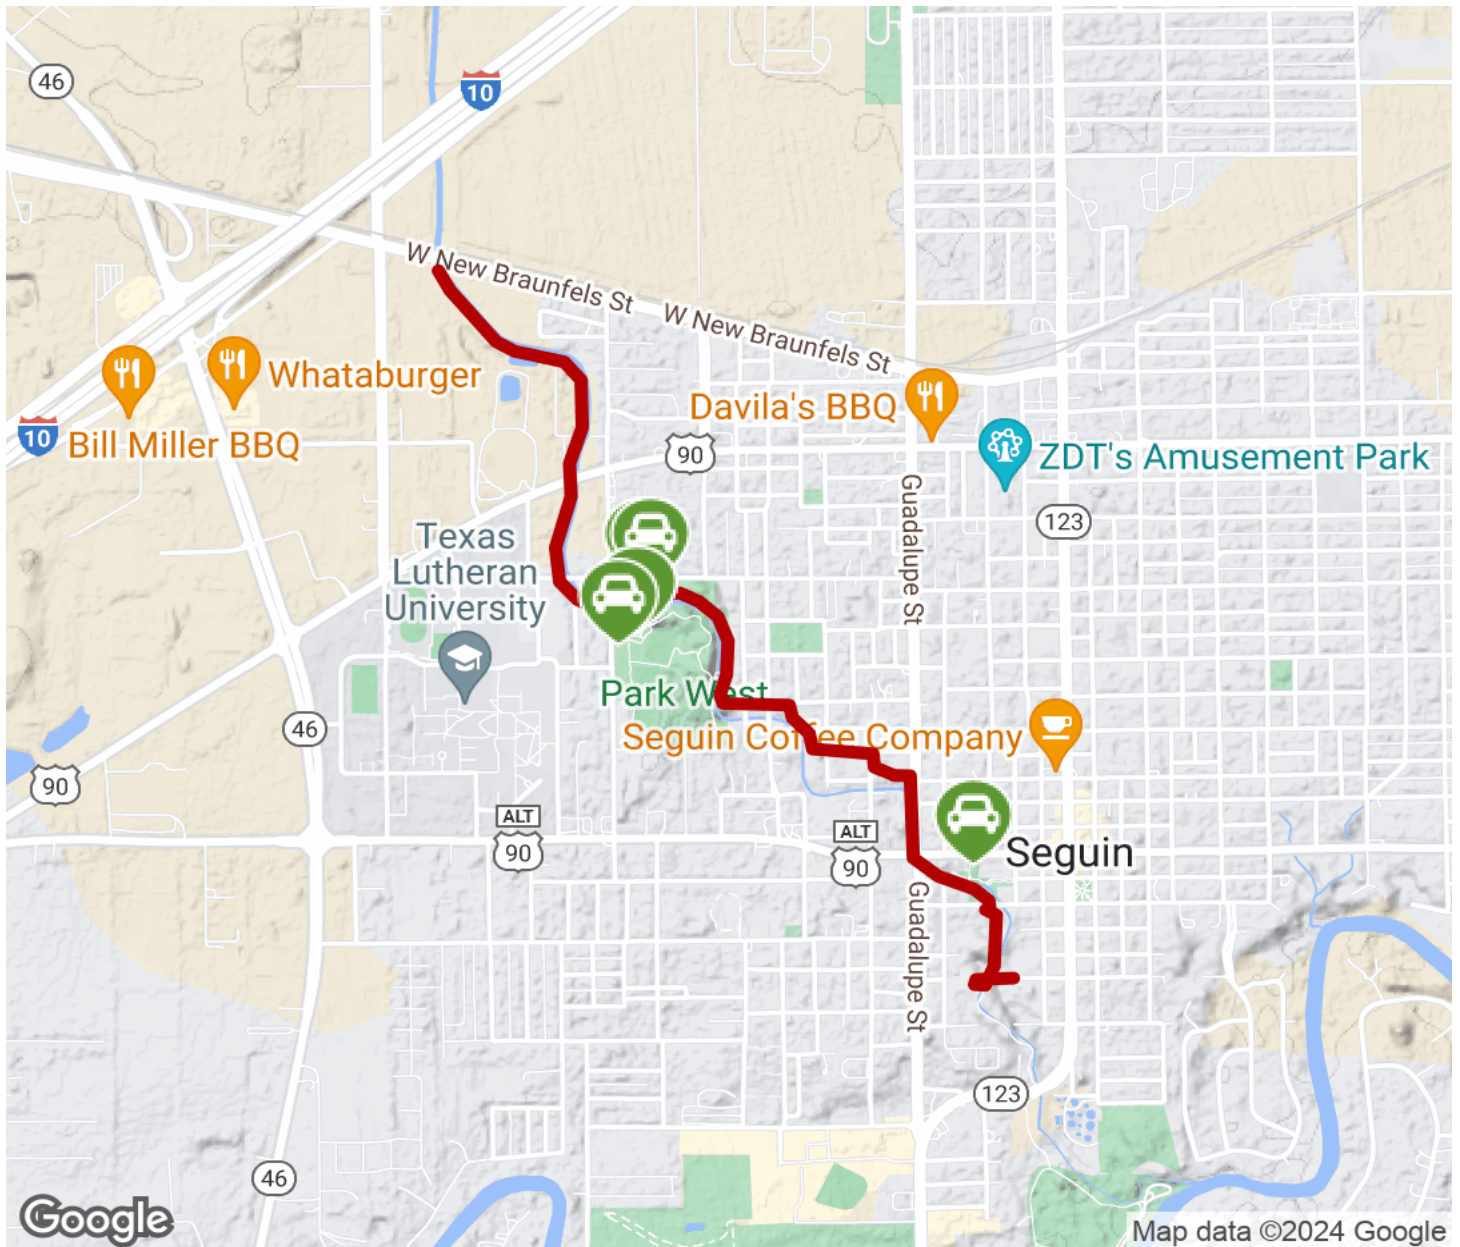 46
10
W New Braunfels St
W New Braunfels St
Whataburger
Davila's BBQ
10
Bill Miller BBQ
90
ZDT's Amusement Park
Guadalupe St
123
Texas
Lutheran
University
Park West
46
Seguin Coffee Company
90
ALT
90
ALT
90
Seguin
Guadalupe St
123
46
Google
Map data ©2024 Google